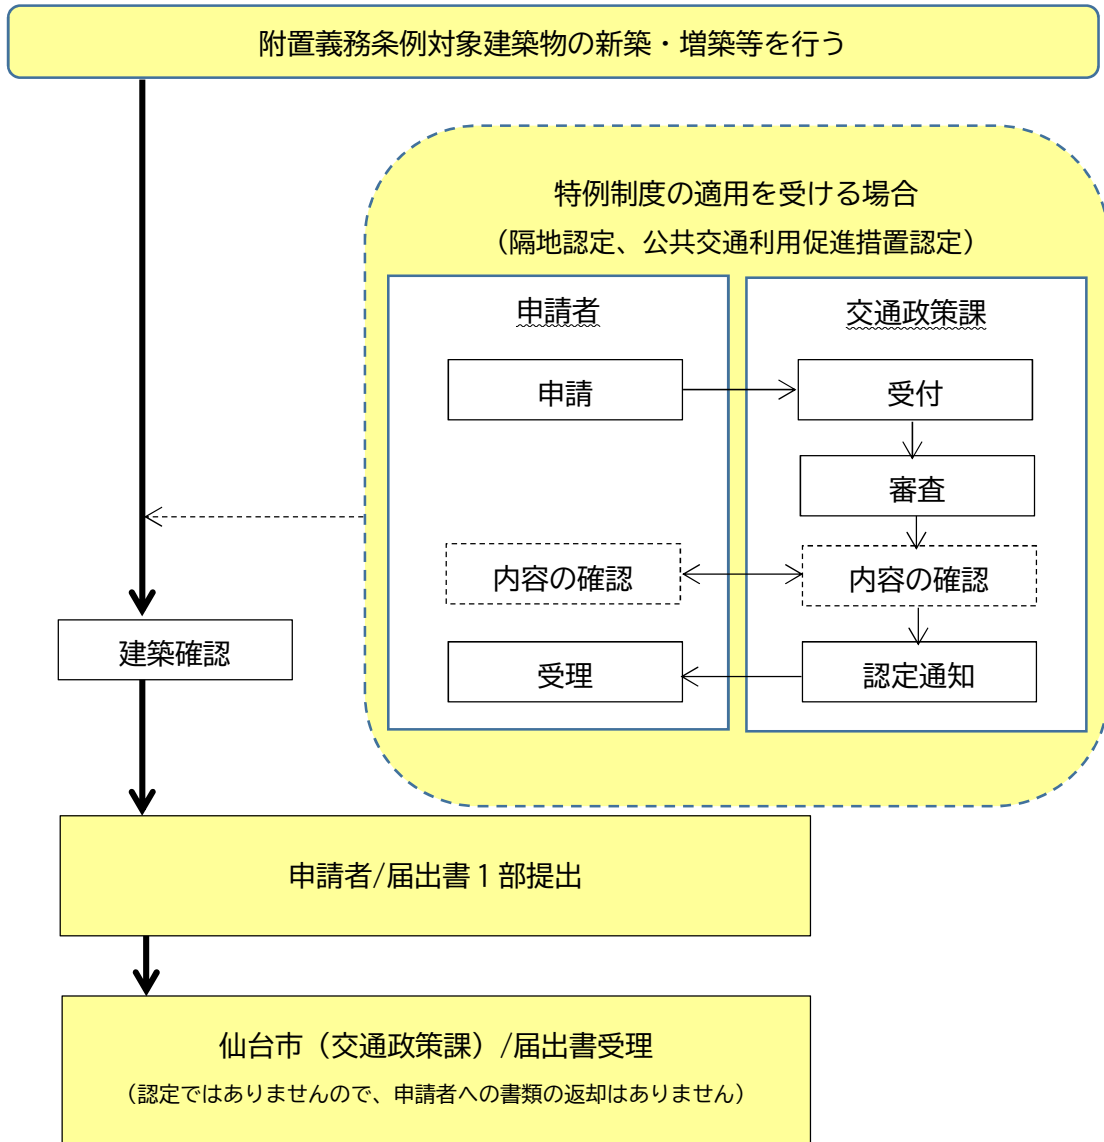 附置義務条例対象建築物の新築・増築等を行う
特例制度の適用を受ける場合
（隔地認定、公共交通利用促進措置認定）
申請者
交通政策課
申請
受付
審査
内容の確認
内容の確認
受理
認定通知
建築確認
申請者/届出書１部提出
仙台市（交通政策課）/届出書受理
（認定ではありませんので、申請者への書類の返却はありません）